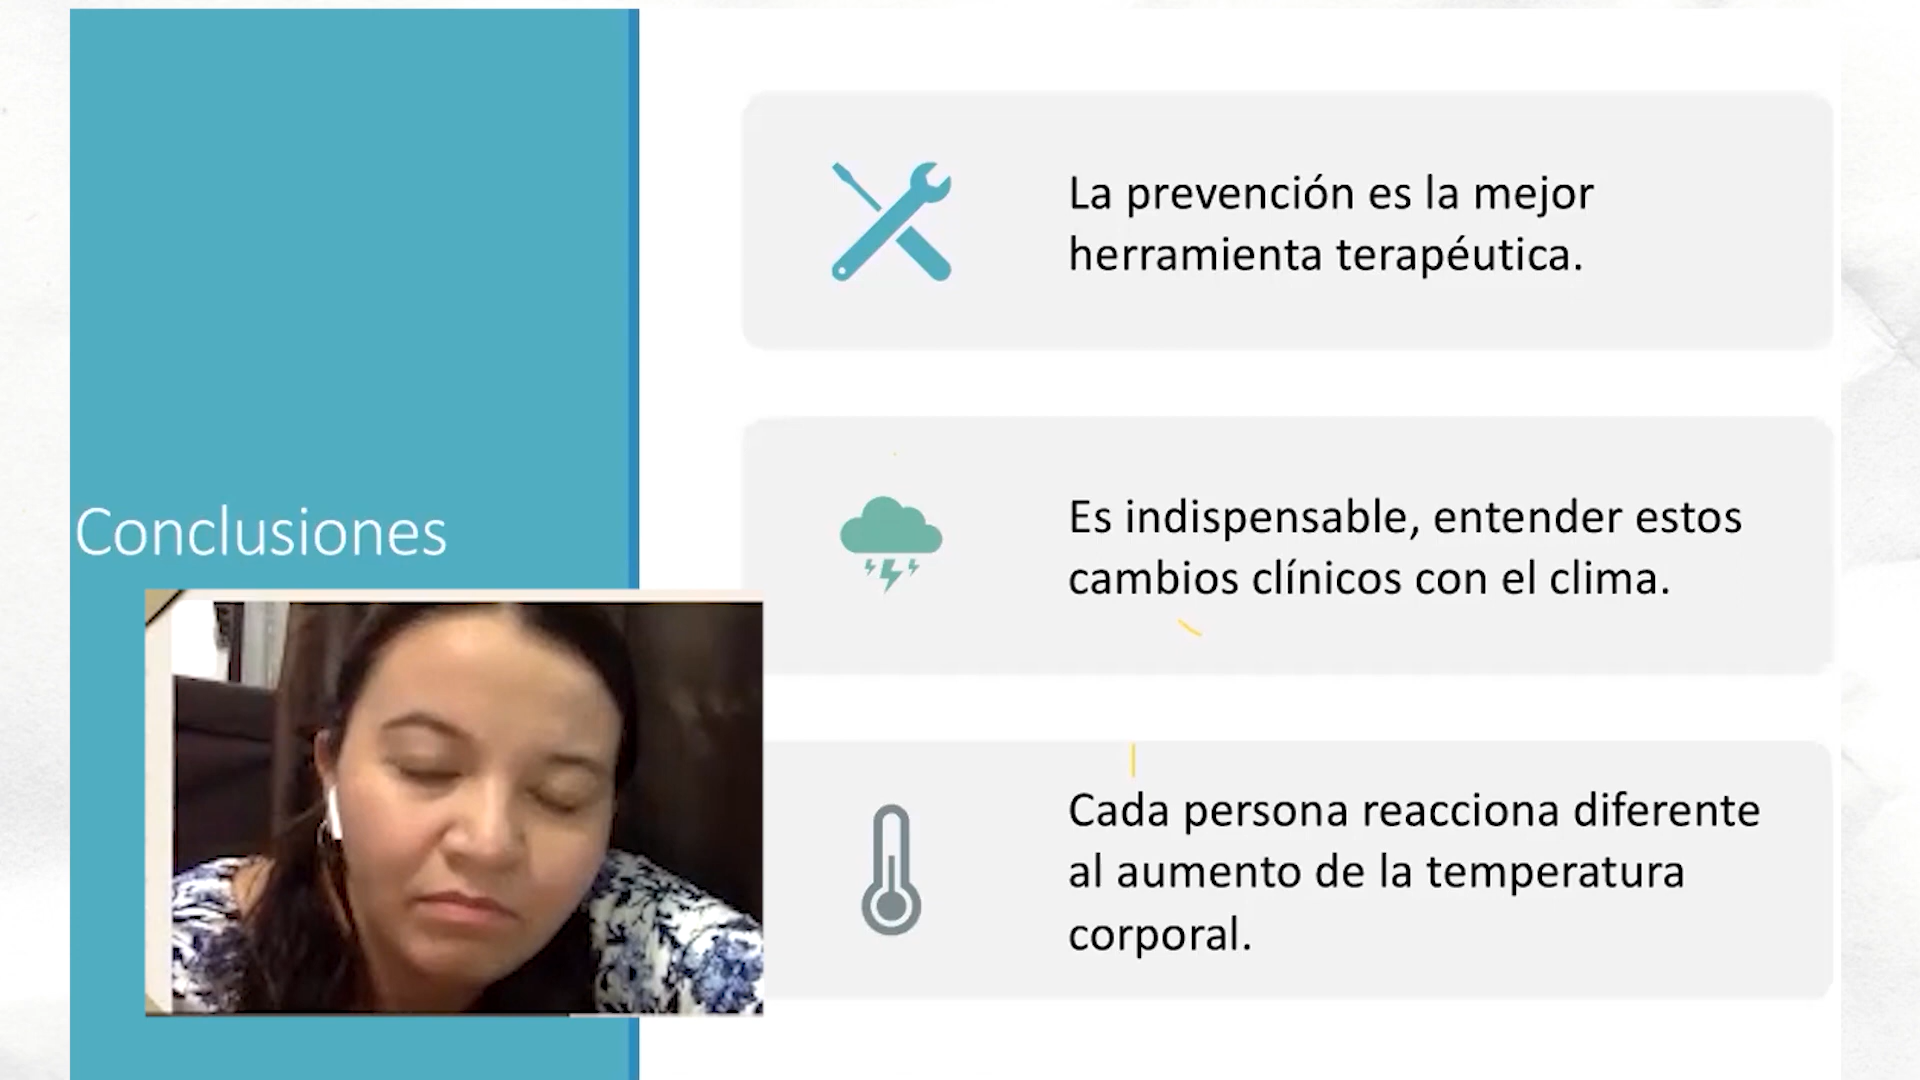 Conclusiones
La prevención es la mejor
herramienta terapéutica.
Es indispensable, entender estos
cambios clínicos con el clima.
Cada persona reacciona diferente
al aumento de la temperatura
corporal.